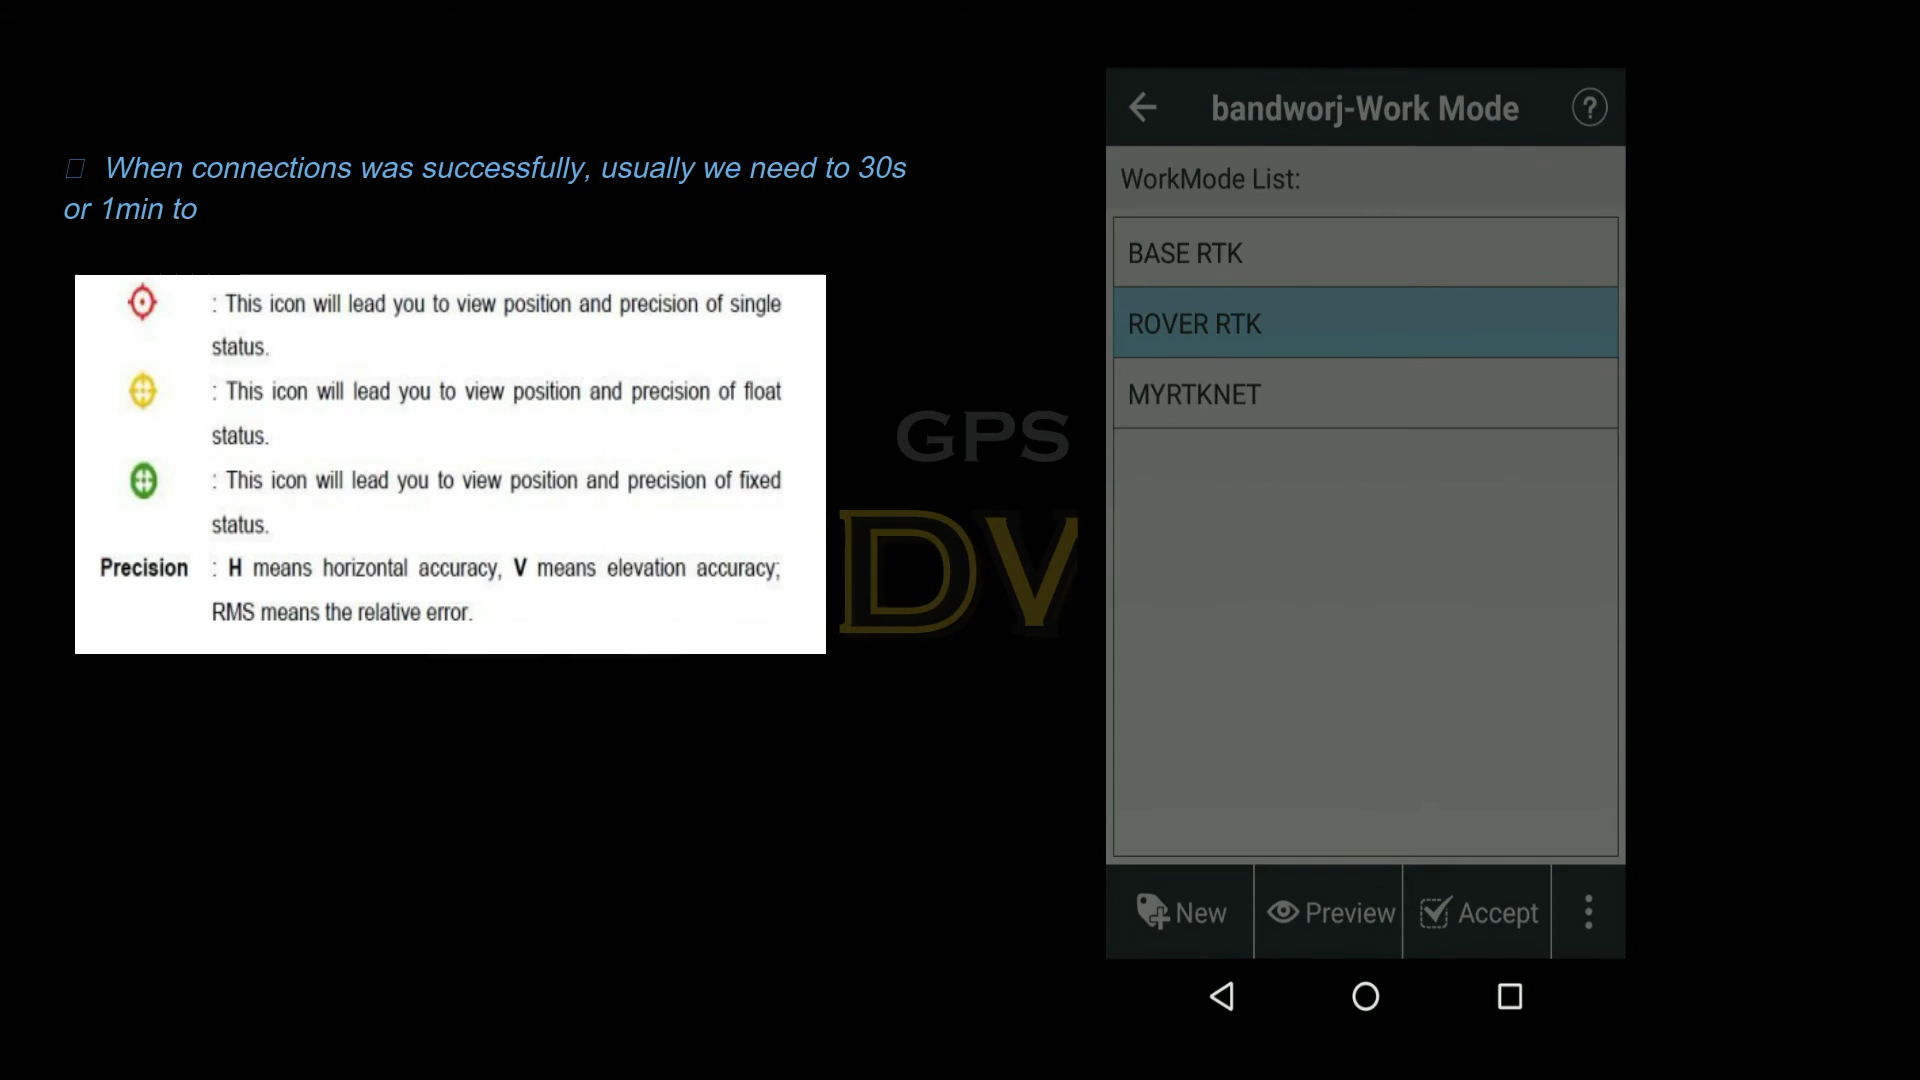 When connections was successfully, usually we need to 30s
or 1min to
: This icon will lead you to view position and precision of single
status.
: This icon will lead you to view position and precision of float
status.
: This icon will lead you to view position and precision of fixed
status.
Precision : H means horizontal accuracy, V means elevation accuracy;
RMS means the relative error.
GPS
DV
bandworj-Work Mode
WorkMode List:
BASE RTK
ROVER RTK
MYRTKNET
New Preview Accept